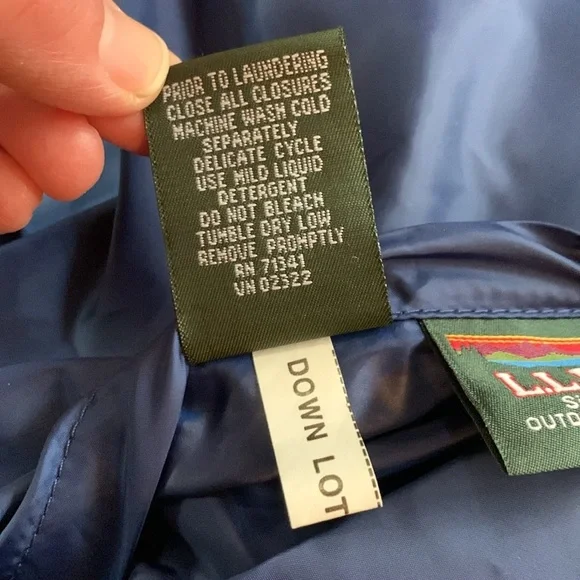 PRIOR TO LAUNDERING
CLOSE ALL CLOSURES
MACHINE WASH COLD
SEPARATELY
DELICATE CYCLE
USE MILD LIQUID
DETERGENT
DO NOT BLEACH
TUMBLE DRY LOW
REMOVE PROMPTLY
RN 71341
VN 02322
DOWN LOT
L.L.
OUTD